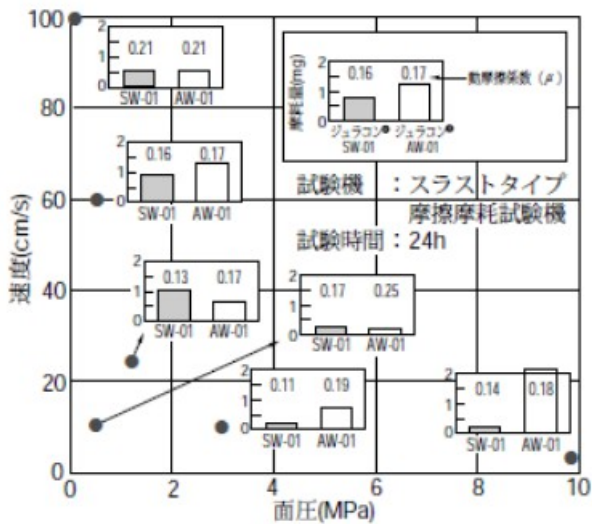 速度(cm/s)
100
80
60
40
20
0
0 2 4 6 8 10
面圧(MPa)
2
1
0
0.21 0.21
SW-01 AW-01
摩耗量(mg)
2
1
0
0.16 0.17
動摩擦係数（μ）
ジュラコン ジュラコン
SW-01 AW-01
試験機 ：スラストタイプ
摩擦摩耗試験機
試験時間：24h
2
1
0
0.16 0.17
SW-01 AW-01
2
1
0
0.13 0.17
SW-01 AW-01
2
1
0
0.17 0.25
SW-01 AW-01
2
1
0
0.11 0.19
SW-01 AW-01
2
1
0
0.14 0.18
SW-01 AW-01